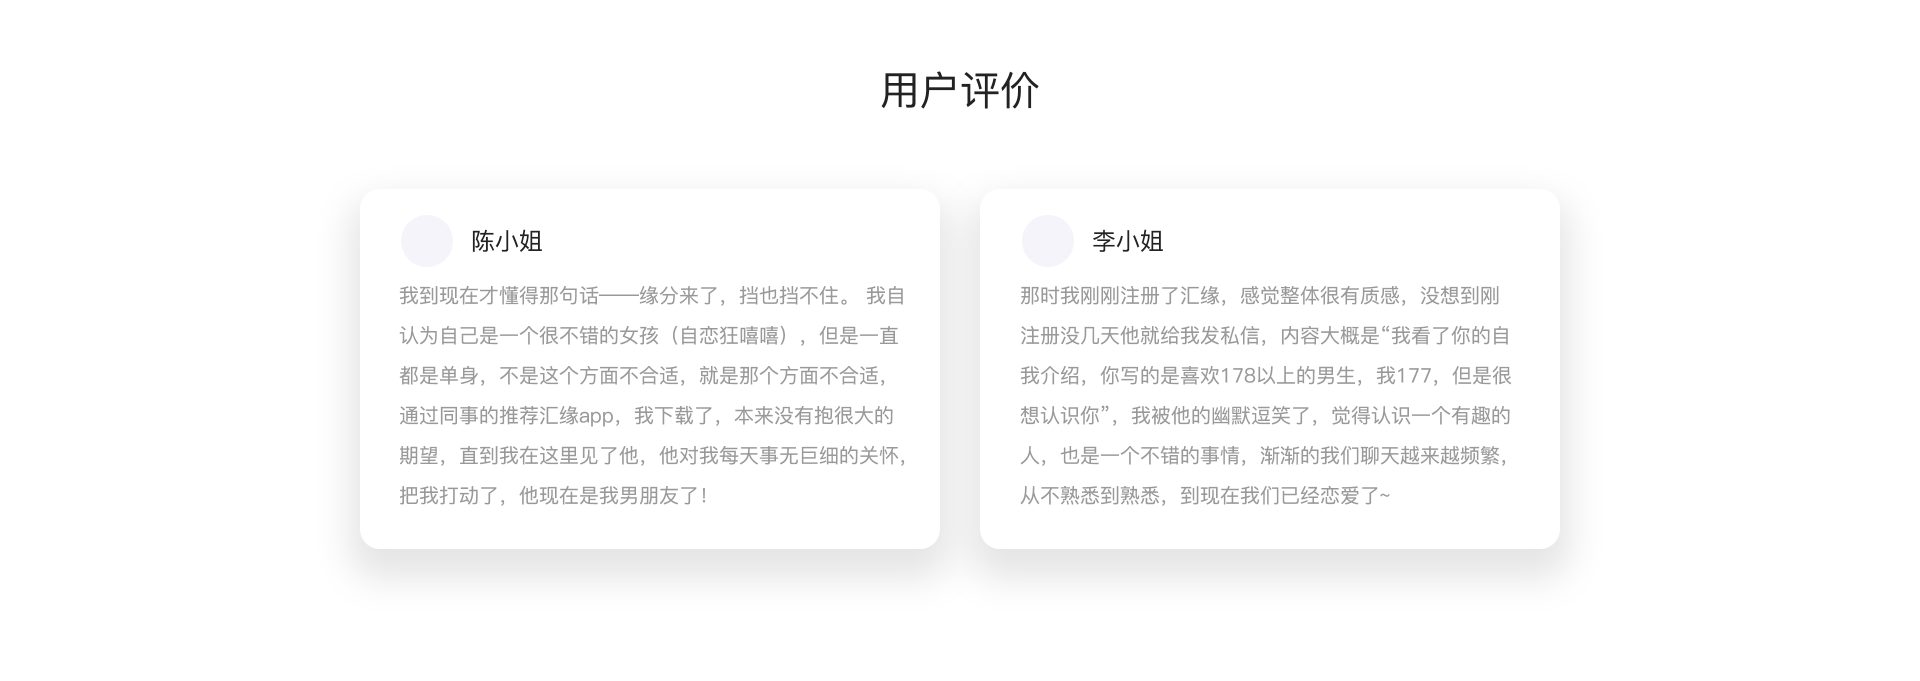 用户评价
陈小姐
我到现在才懂得那句话——缘分来了，挡也挡不住。 我自
认为自己是一个很不错的女孩（自恋狂嘻嘻），但是一直
都是单身，不是这个方面不合适，就是那个方面不合适，
通过同事的推荐汇缘app，我下载了，本来没有抱很大的
期望，直到我在这里见了他，他对我每天事无巨细的关怀，
把我打动了，他现在是我男朋友了！
李小姐
那时我刚刚注册了汇缘，感觉整体很有质感，没想到刚
注册没几天他就给我发私信，内容大概是“我看了你的自
我介绍，你写的是喜欢178以上的男生，我177，但是很
想认识你”，我被他的幽默逗笑了，觉得认识一个有趣的
人，也是一个不错的事情，渐渐的我们聊天越来越频繁，
从不熟悉到熟悉，到现在我们已经恋爱了~